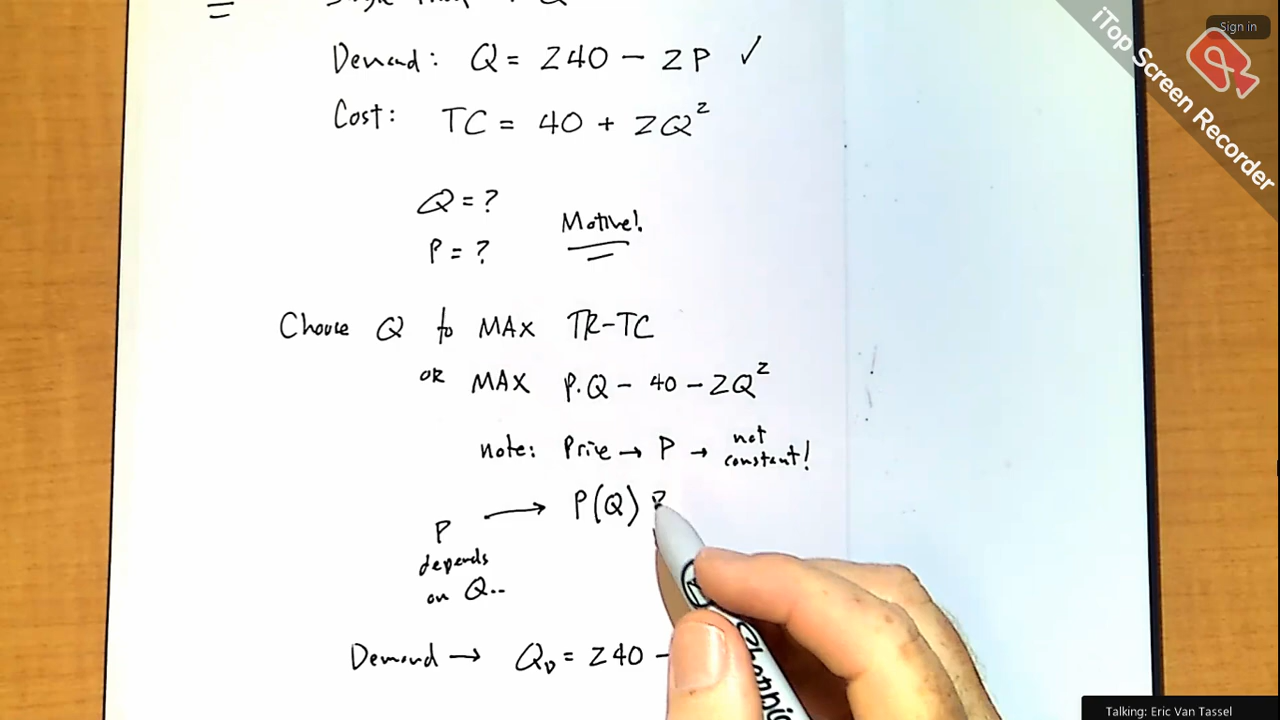 Demand: Q = 240 - 2P ✓
Cost: TC = 40 + 2Q²
Q = ?
P = ?
Motive!
Choose Q to MAX TR-TC
OR MAX P·Q - 40 - 2Q²
note: Price → P → not constant!
P depends on Q.. → P(Q)
Demand → Q_D = 240 -
iTop Screen Recorder
Sign in
Sharpie
Talking: Eric Van Tassel